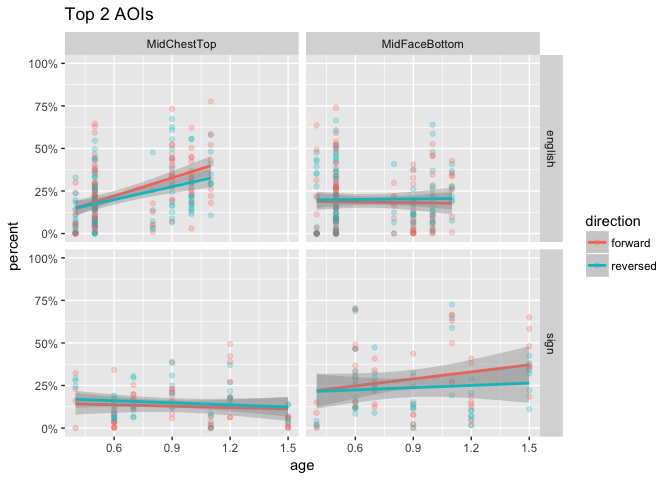 Top 2 AOIs
MidChestTop MidFaceBottom
100%
75%
50%
25%
0%
english
100%
75%
50%
25%
0%
sign
0.6 0.9 1.2 1.5 0.6 0.9 1.2 1.5
age
percent
direction
forward
reversed